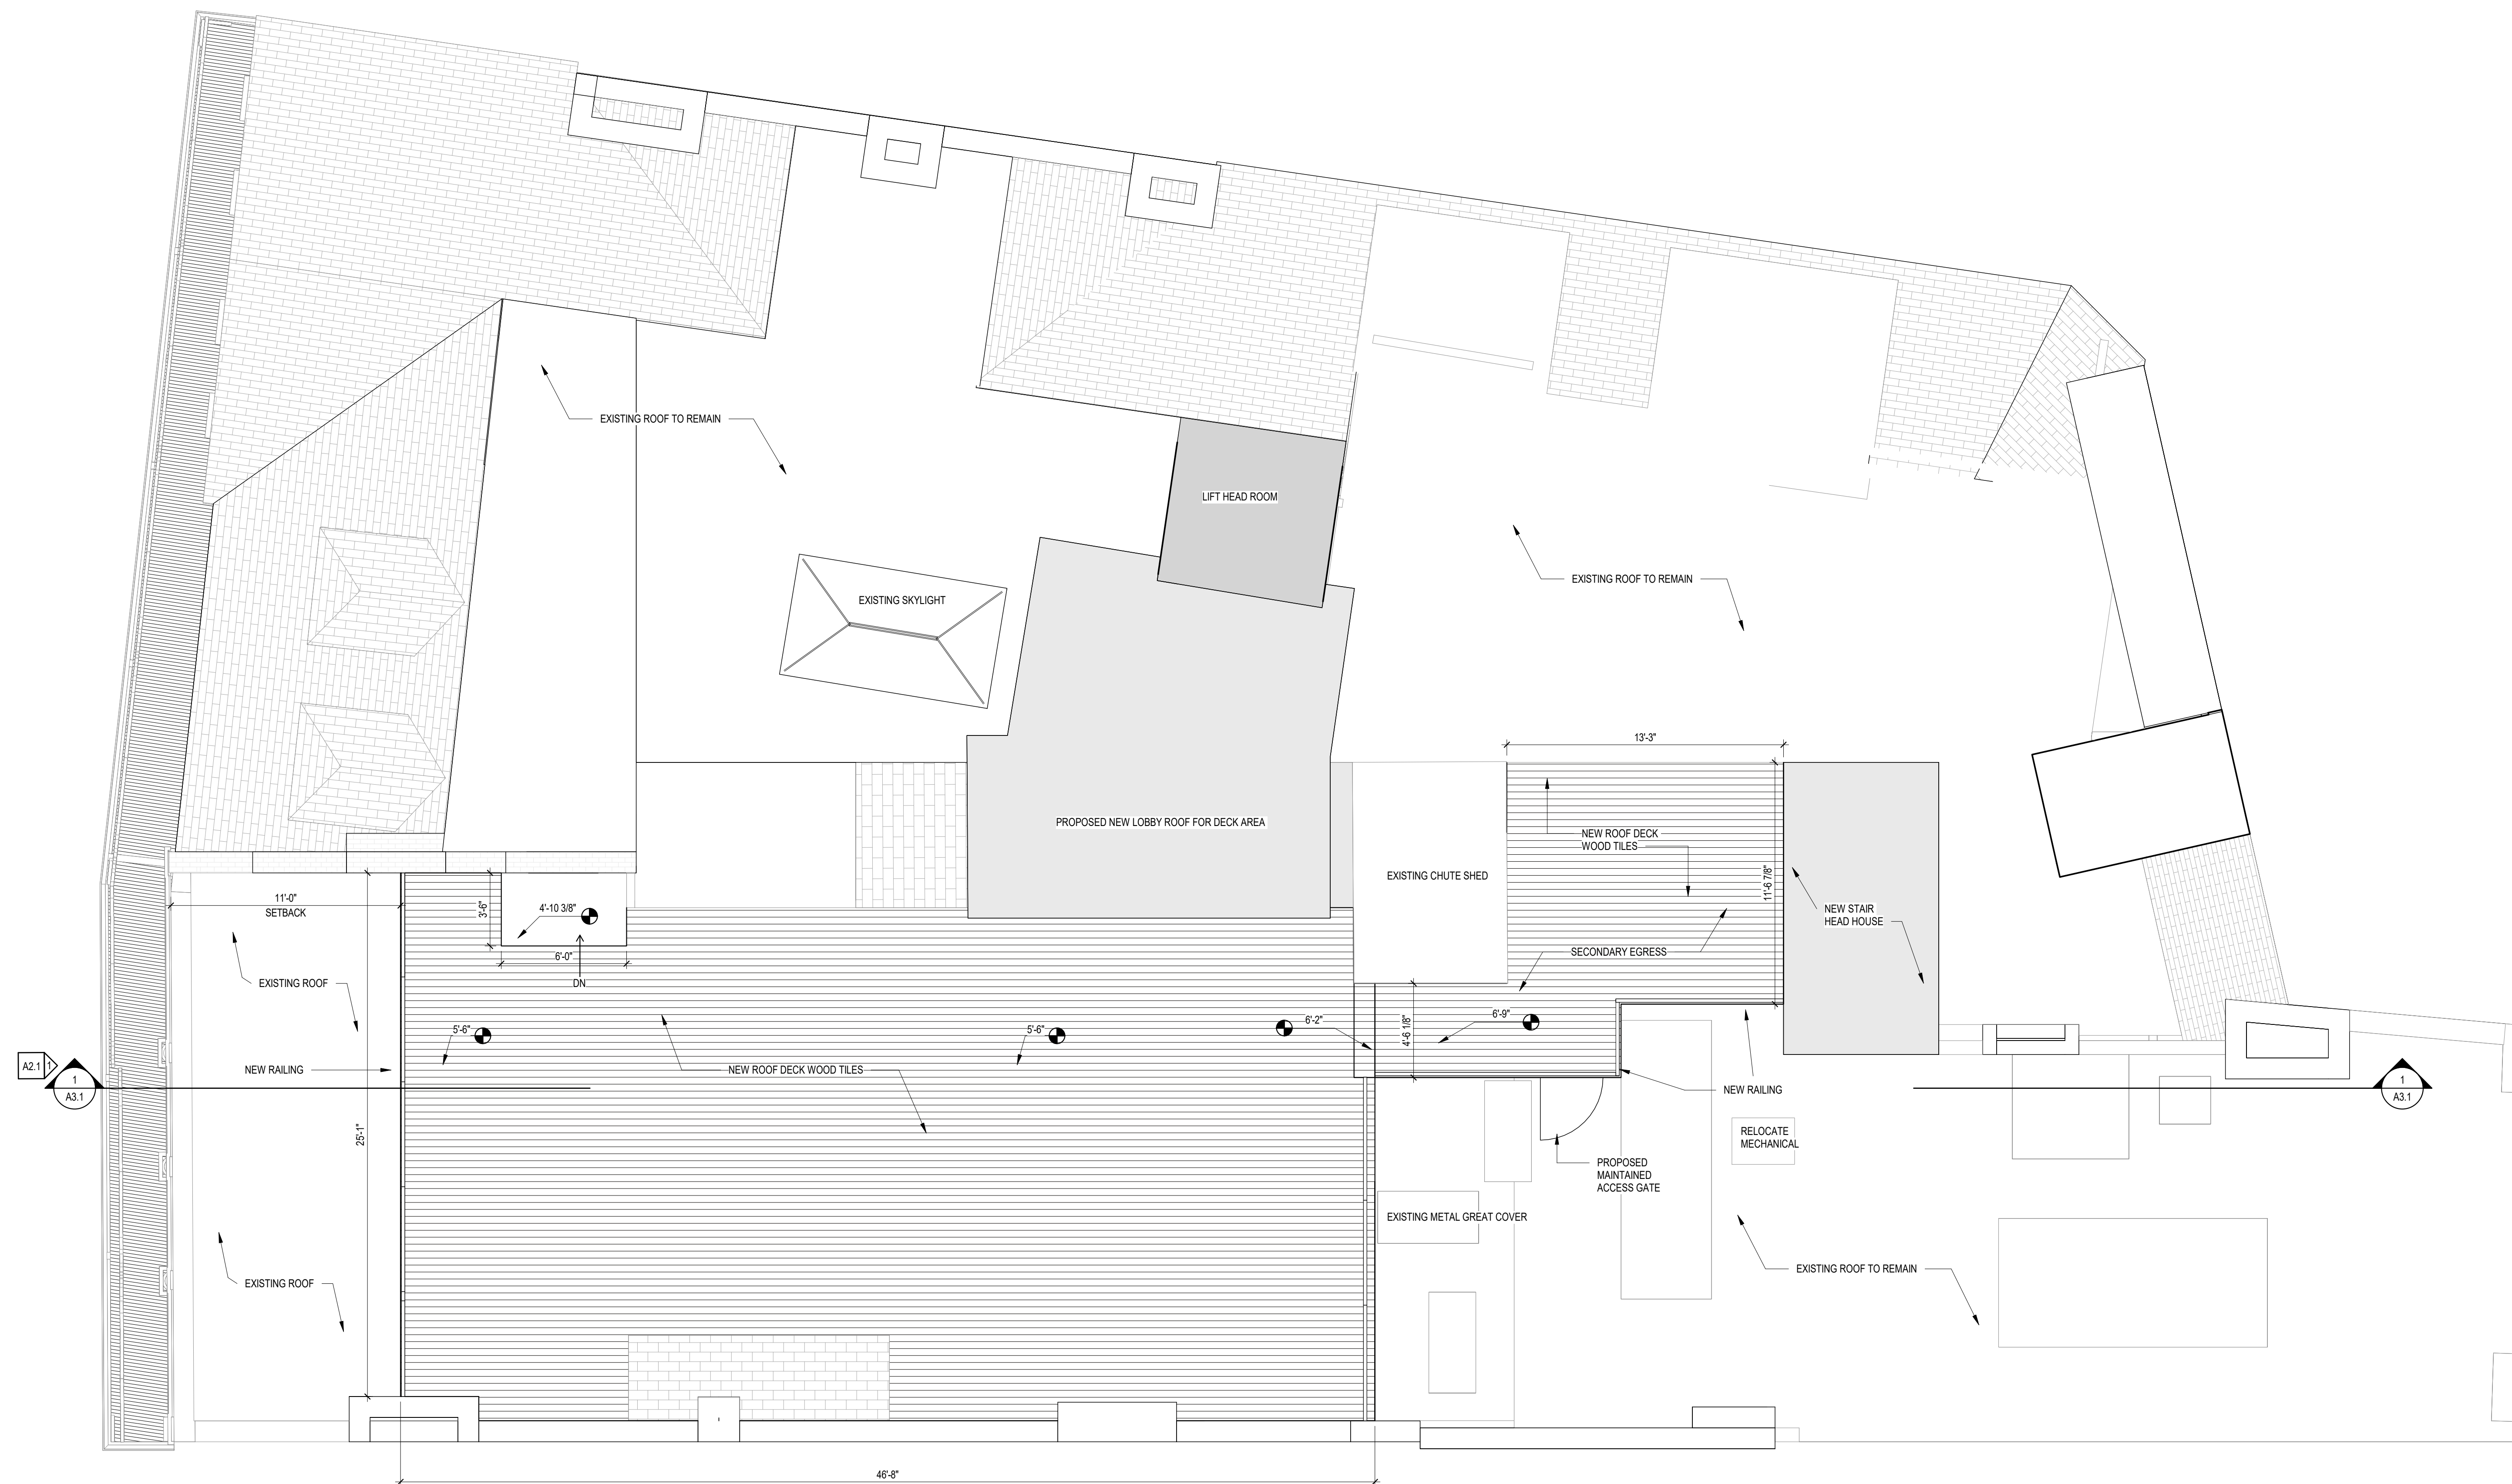 EXISTING ROOF TO REMAIN
LIFT HEAD ROOM
EXISTING ROOF TO REMAIN
EXISTING SKYLIGHT
13'-3"
PROPOSED NEW LOBBY ROOF FOR DECK AREA
NEW ROOF DECK
WOOD TILES
EXISTING CHUTE SHED
11'-6 7/8"
11'-0"
SETBACK
3'-6"
4'-10 3/8"
NEW STAIR
HEAD HOUSE
6'-0"
DN
SECONDARY EGRESS
EXISTING ROOF
5'-6"
5'-6"
6'-2"
4'-6 1/8"
6'-9"
A2.1
1
1
A3.1
NEW RAILING
NEW ROOF DECK WOOD TILES
NEW RAILING
1
A3.1
25'-1"
RELOCATE
MECHANICAL
PROPOSED
MAINTAINED
ACCESS GATE
EXISTING METAL GREAT COVER
EXISTING ROOF
EXISTING ROOF TO REMAIN
46'-8"